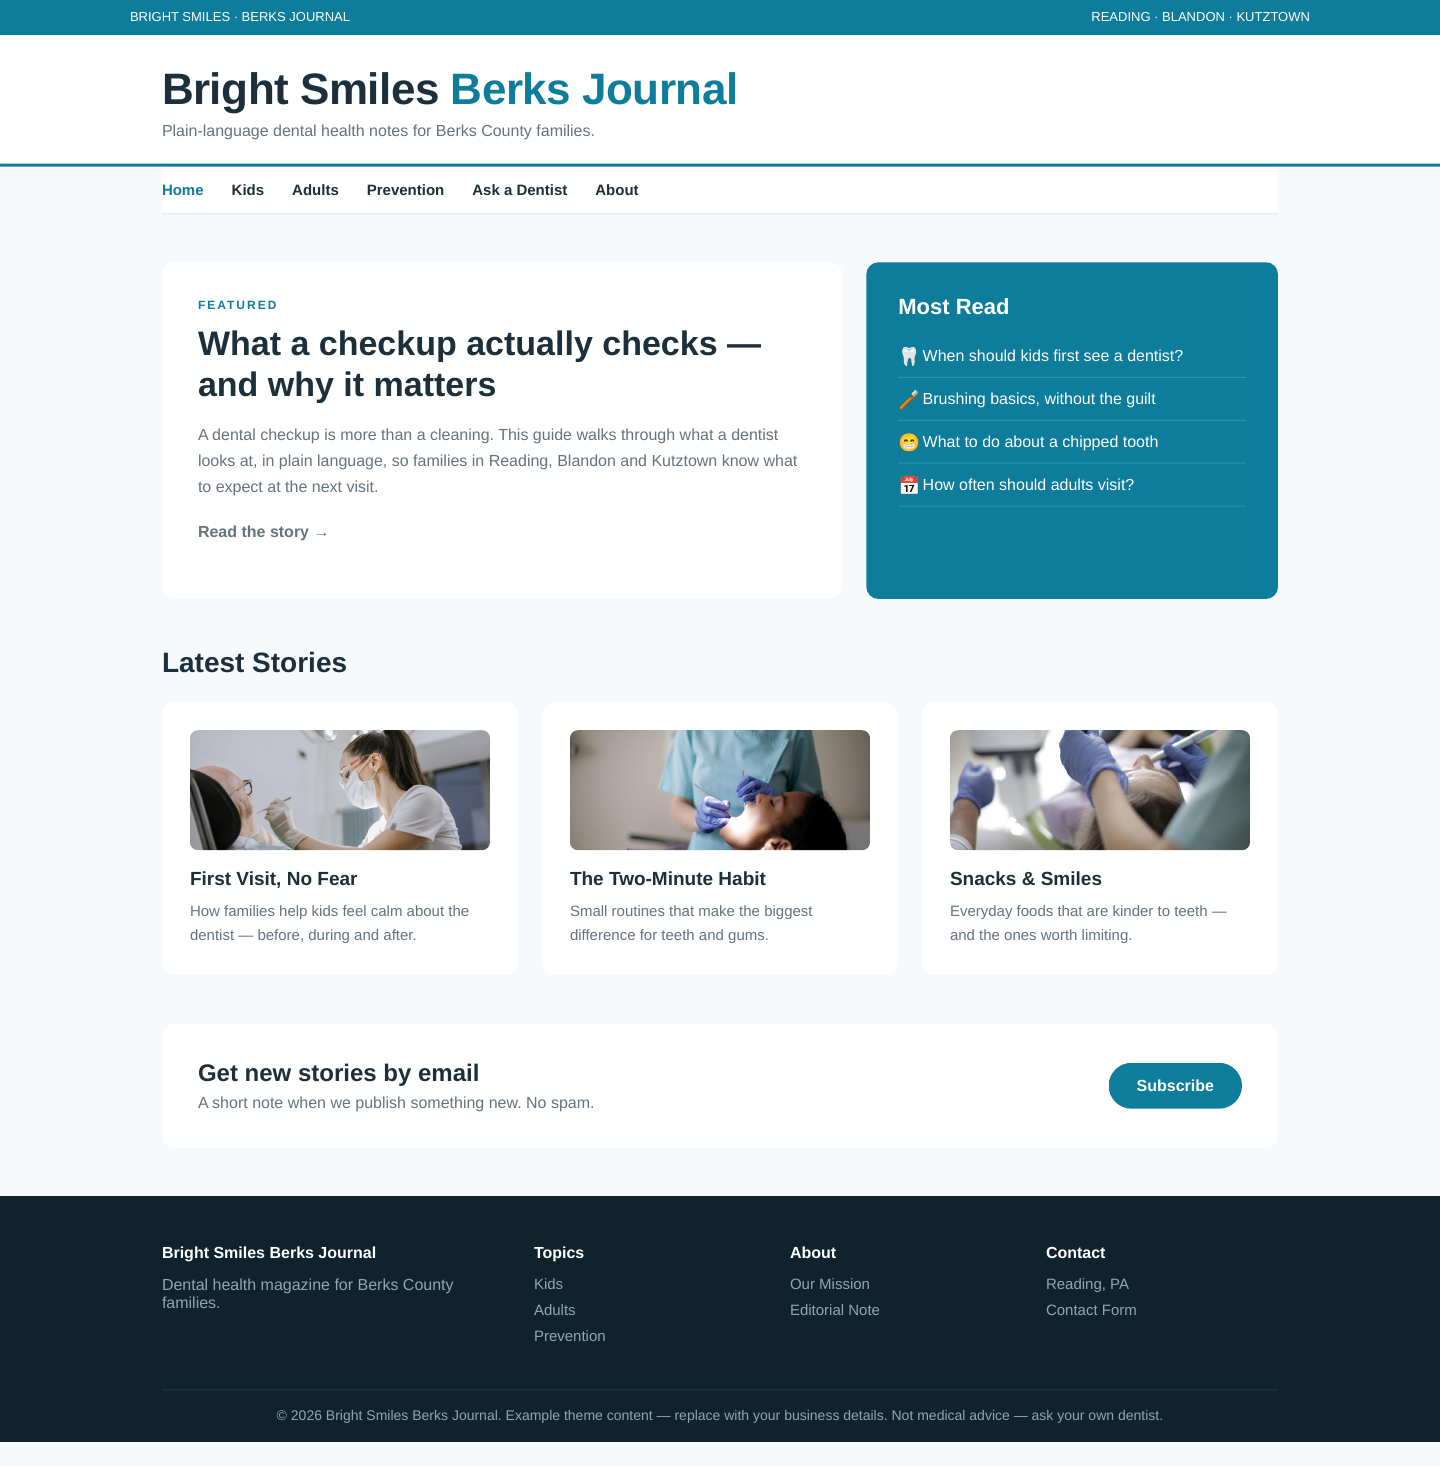 BRIGHT SMILES · BERKS JOURNAL
READING · BLANDON · KUTZTOWN
Bright Smiles Berks Journal
Plain-language dental health notes for Berks County families.
Home Kids Adults Prevention Ask a Dentist About
FEATURED
What a checkup actually checks —
and why it matters
A dental checkup is more than a cleaning. This guide walks through what a dentist
looks at, in plain language, so families in Reading, Blandon and Kutztown know what
to expect at the next visit.
Read the story →
Most Read
🦷 When should kids first see a dentist?
🪥 Brushing basics, without the guilt
😁 What to do about a chipped tooth
📅 How often should adults visit?
Latest Stories
First Visit, No Fear
How families help kids feel calm about the
dentist — before, during and after.
The Two-Minute Habit
Small routines that make the biggest
difference for teeth and gums.
Snacks & Smiles
Everyday foods that are kinder to teeth —
and the ones worth limiting.
Get new stories by email
A short note when we publish something new. No spam.
Subscribe
Bright Smiles Berks Journal
Dental health magazine for Berks County
families.
Topics
Kids
Adults
Prevention
About
Our Mission
Editorial Note
Contact
Reading, PA
Contact Form
© 2026 Bright Smiles Berks Journal. Example theme content — replace with your business details. Not medical advice — ask your own dentist.